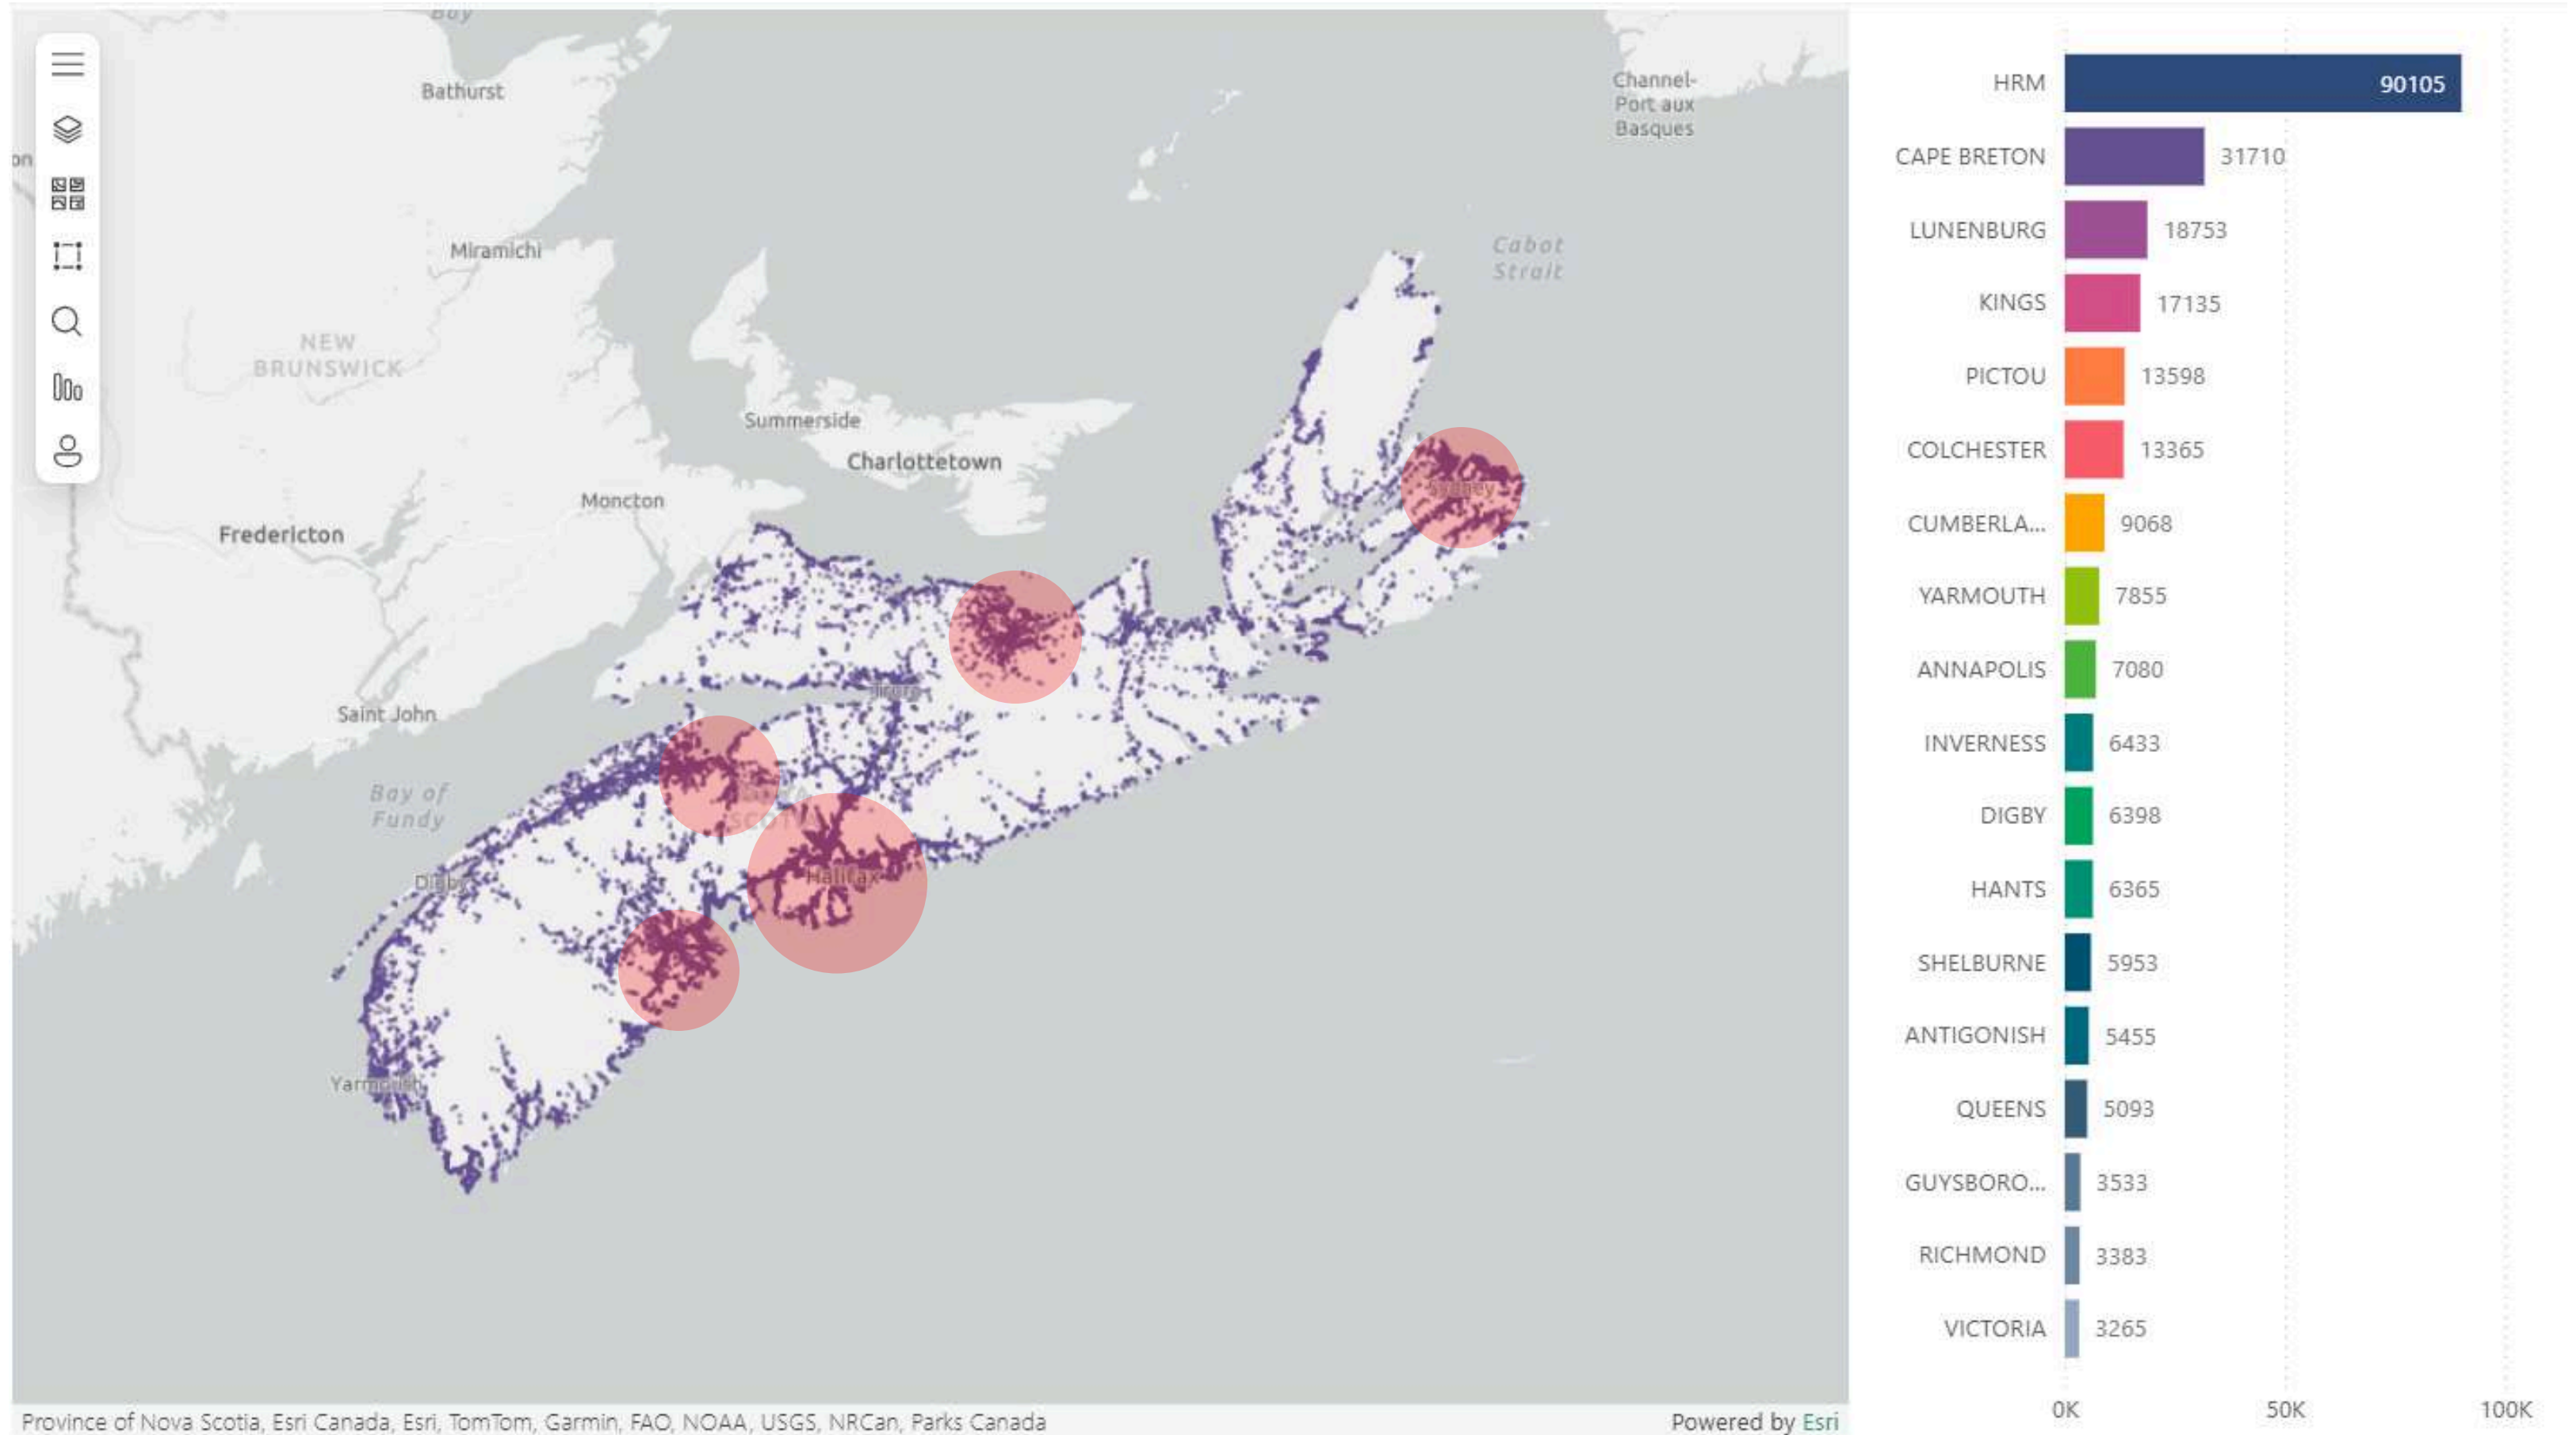 Bay
Bathurst
Channel-
Port aux
Basques
on
Miramichi
Cabot
Strait
NEW
BRUNSWICK
Summerside
Charlottetown
Sydney
Moncton
Fredericton
Truro
Saint John
Bay of
Fundy
SCOTIA
Halifax
Digby
Yarmouth
Province of Nova Scotia, Esri Canada, Esri, TomTom, Garmin, FAO, NOAA, USGS, NRCan, Parks Canada
Powered by Esri
HRM 90105
CAPE BRETON 31710
LUNENBURG 18753
KINGS 17135
PICTOU 13598
COLCHESTER 13365
CUMBERLA... 9068
YARMOUTH 7855
ANNAPOLIS 7080
INVERNESS 6433
DIGBY 6398
HANTS 6365
SHELBURNE 5953
ANTIGONISH 5455
QUEENS 5093
GUYSBORO... 3533
RICHMOND 3383
VICTORIA 3265
0K 50K 100K